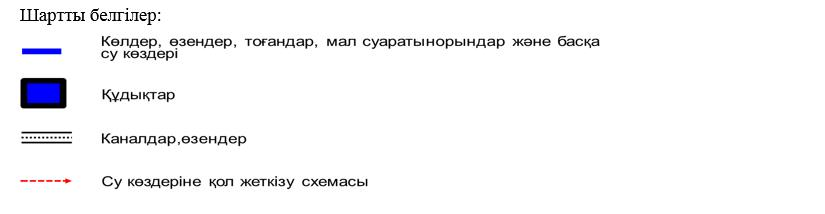 Шартты белгілер:
Көлдер, өзендер, тоғандар, мал суаратынорындар және басқа
су көздері
Құдықтар
Каналдар,өзендер
Су көздеріне қол жеткізу схемасы